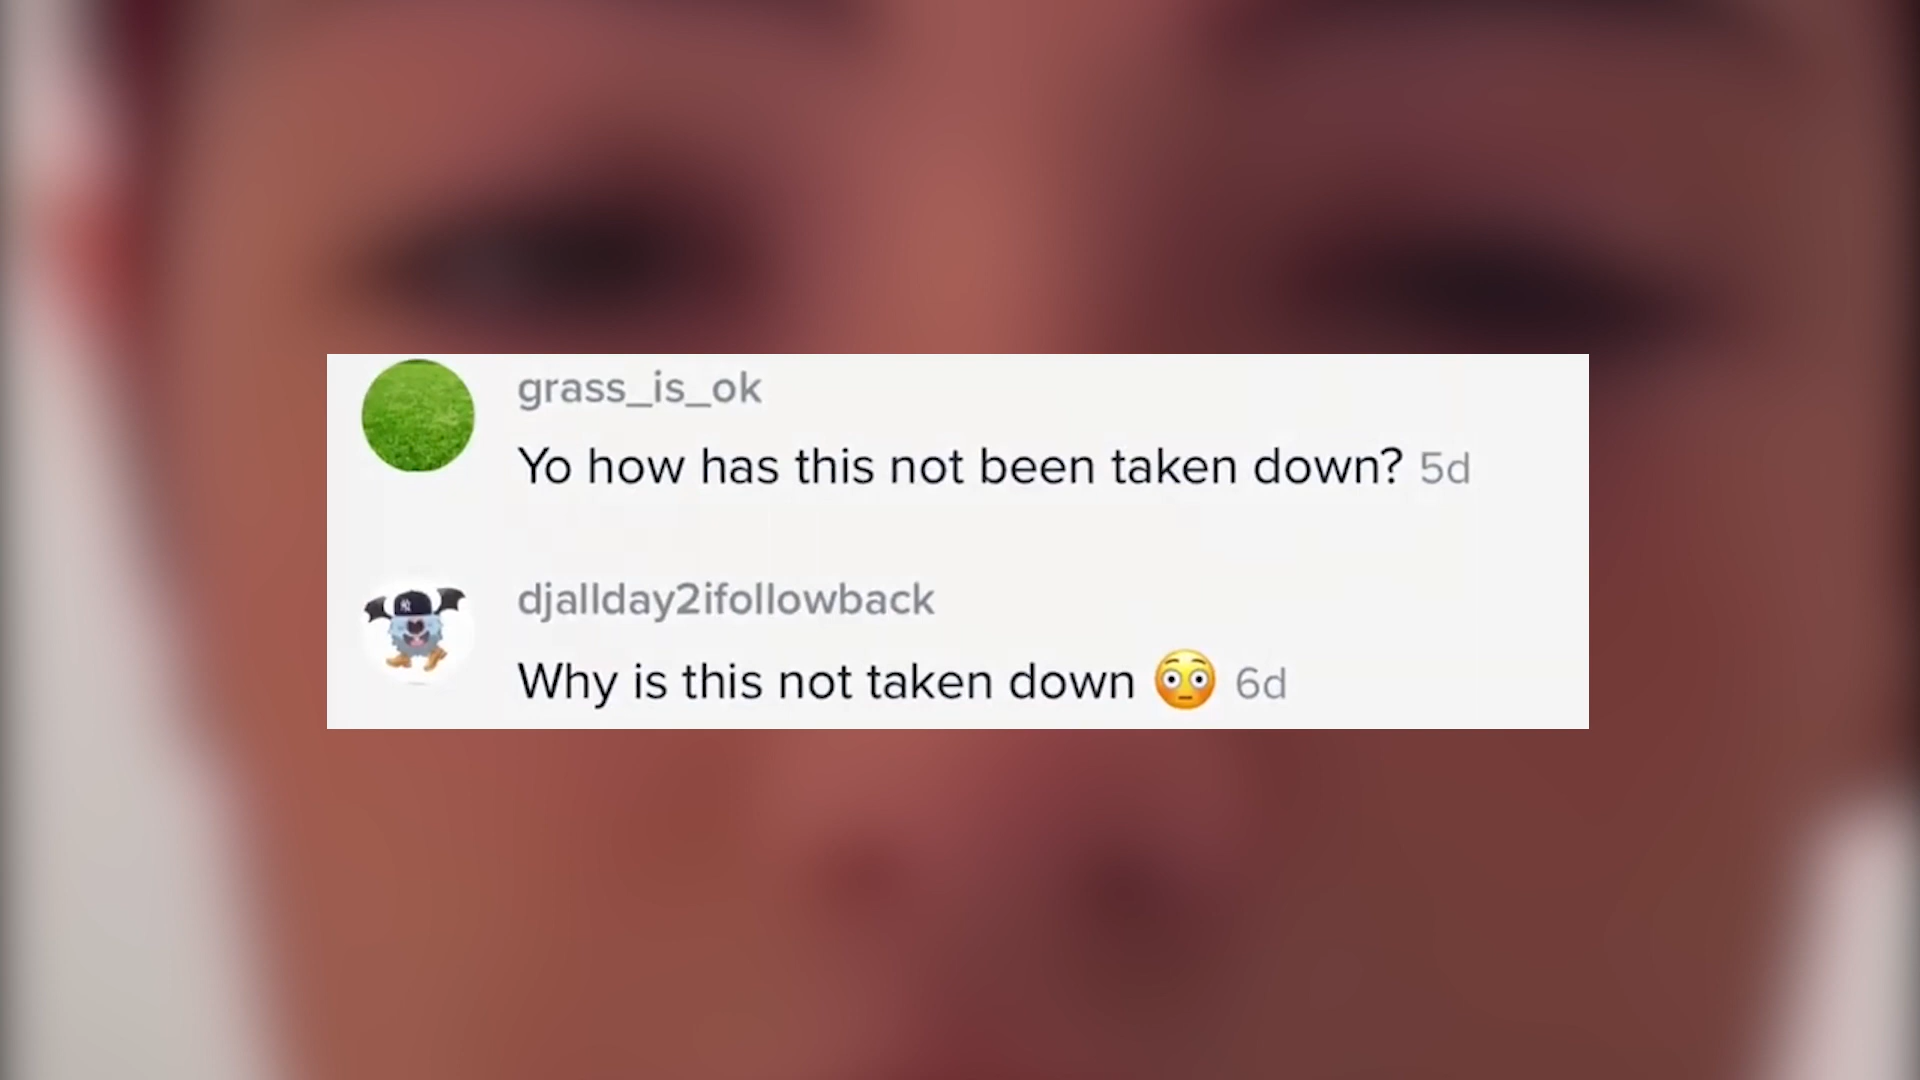 grass_is_ok
Yo how has this not been taken down? 5d
djallday2ifollowback
Why is this not taken down 😳 6d